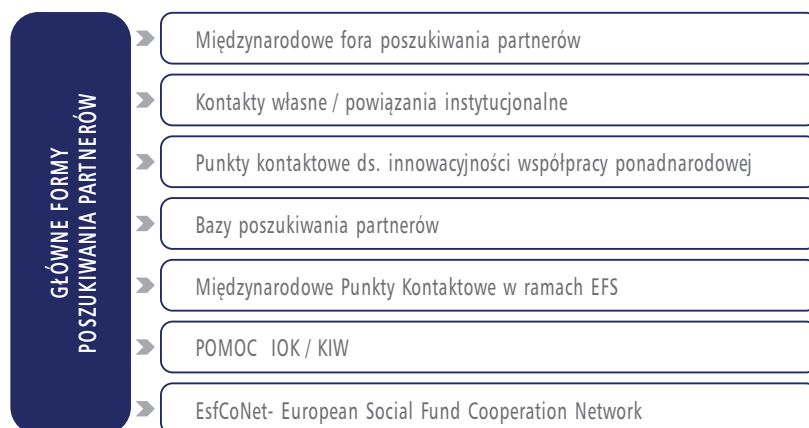 GŁÓWNE FORMY
POSZUKIWANIA PARTNERÓW
Międzynarodowe fora poszukiwania partnerów
Kontakty własne / powiązania instytucjonalne
Punkty kontaktowe ds. innowacyjności współpracy ponadnarodowej
Bazy poszukiwania partnerów
Międzynarodowe Punkty Kontaktowe w ramach EFS
POMOC IOK / KIW
EsfCoNet- European Social Fund Cooperation Network